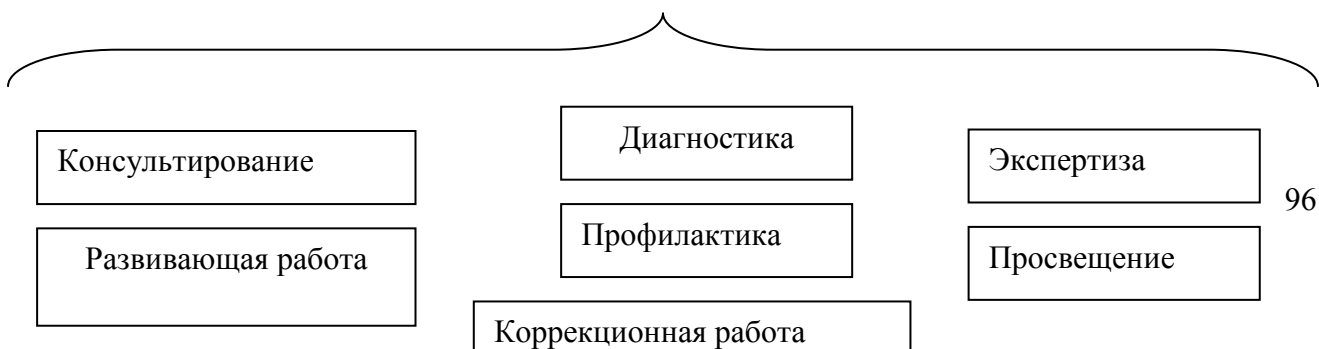 Консультирование
Диагностика
Экспертиза
96
Развивающая работа
Профилактика
Просвещение
Коррекционная работа